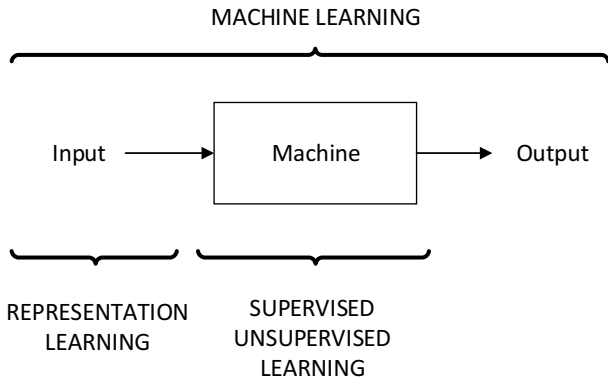 MACHINE LEARNING
Input
Machine
Output
REPRESENTATION
LEARNING
SUPERVISED
UNSUPERVISED
LEARNING